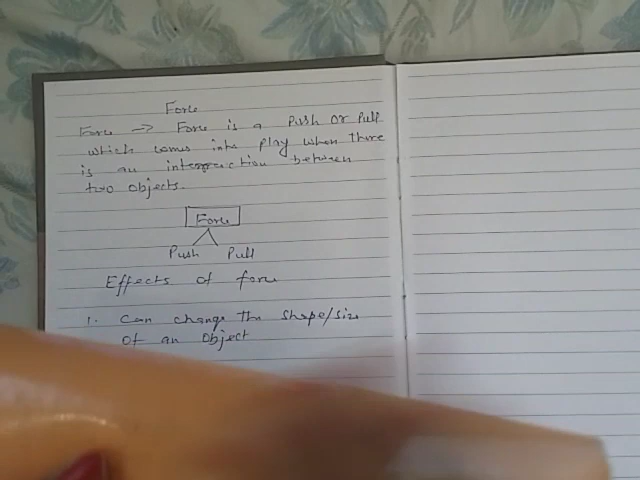 Force
Force → Force is a Push or Pull
which comes into play when there
is an interaction between
two objects.
Force
Push Pull
Effects of force
1. Can change the shape/size
of an object